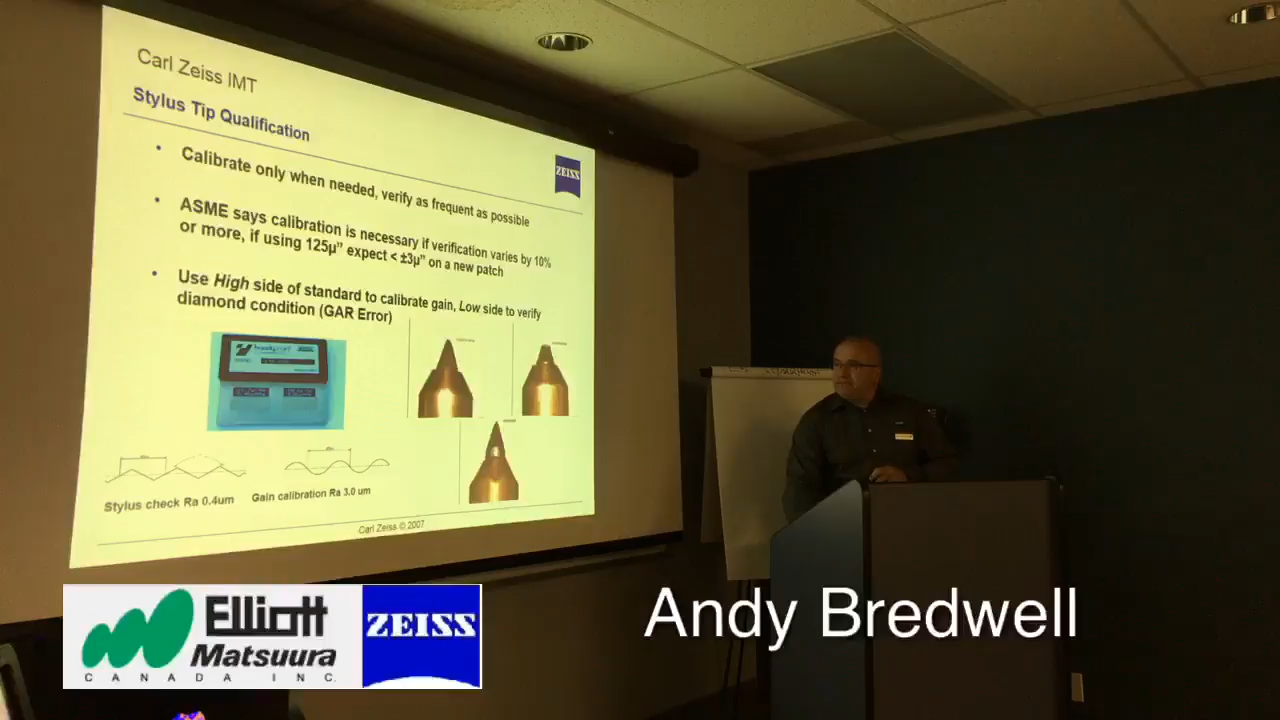 Carl Zeiss IMT
Stylus Tip Qualification
ZEISS
• Calibrate only when needed, verify as frequent as possible
• ASME says calibration is necessary if verification varies by 10%
or more, if using 125µ” expect < ±3µ” on a new patch
• Use High side of standard to calibrate gain, Low side to verify
diamond condition (GAR Error)
Stylus check Ra 0.4um
Gain calibration Ra 3.0 um
Carl Zeiss © 2007
Elliott
Matsuura
CANADA INC.
ZEISS
Andy Bredwell